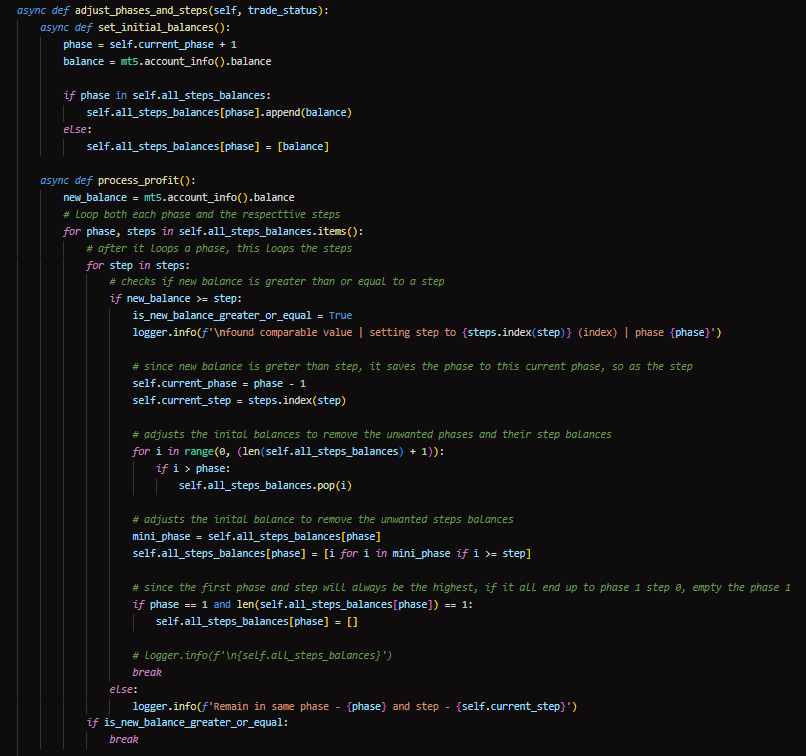 async def adjust_phases_and_steps(self, trade_status):
    async def set_initial_balances():
        phase = self.current_phase + 1
        balance = mt5.account_info().balance

        if phase in self.all_steps_balances:
            self.all_steps_balances[phase].append(balance)
        else:
            self.all_steps_balances[phase] = [balance]

    async def process_profit():
        new_balance = mt5.account_info().balance
        # Loop both each phase and the respecttive steps
        for phase, steps in self.all_steps_balances.items():
            # after it loops a phase, this loops the steps
            for step in steps:
                # checks if new balance is greater than or equal to a step
                if new_balance >= step:
                    is_new_balance_greater_or_equal = True
                    logger.info(f'\nfound comparable value | setting step to {steps.index(step)} (index) | phase {phase}')

                    # since new balance is greter than step, it saves the phase to this current phase, so as the step
                    self.current_phase = phase - 1
                    self.current_step = steps.index(step)

                    # adjusts the inital balances to remove the unwanted phases and their step balances
                    for i in range(0, (len(self.all_steps_balances) + 1)):
                        if i > phase:
                            self.all_steps_balances.pop(i)

                    # adjusts the inital balance to remove the unwanted steps balances
                    mini_phase = self.all_steps_balances[phase]
                    self.all_steps_balances[phase] = [i for i in mini_phase if i >= step]

                    # since the first phase and step will always be the highest, if it all end up to phase 1 step 0, empty the phase 1
                    if phase == 1 and len(self.all_steps_balances[phase]) == 1:
                        self.all_steps_balances[phase] = []

                    # logger.info(f'\n{self.all_steps_balances}')
                    break
                else:
                    logger.info(f'Remain in same phase - {phase} and step - {self.current_step}')
            if is_new_balance_greater_or_equal:
                break